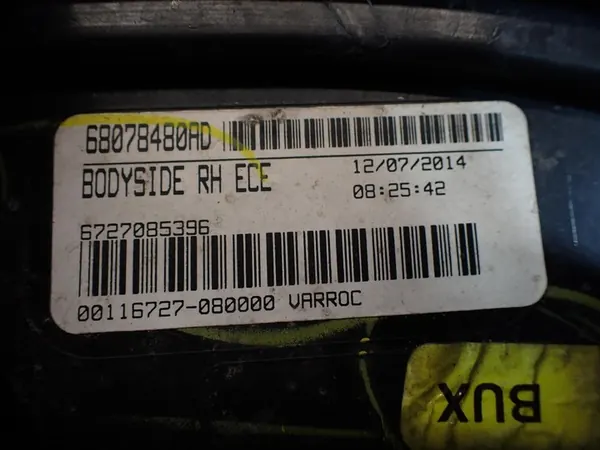 68078480AD
BODYSIDE RH ECE
12/07/2014
08:25:42
6727085396
00116727-080000 VARROC
BUX